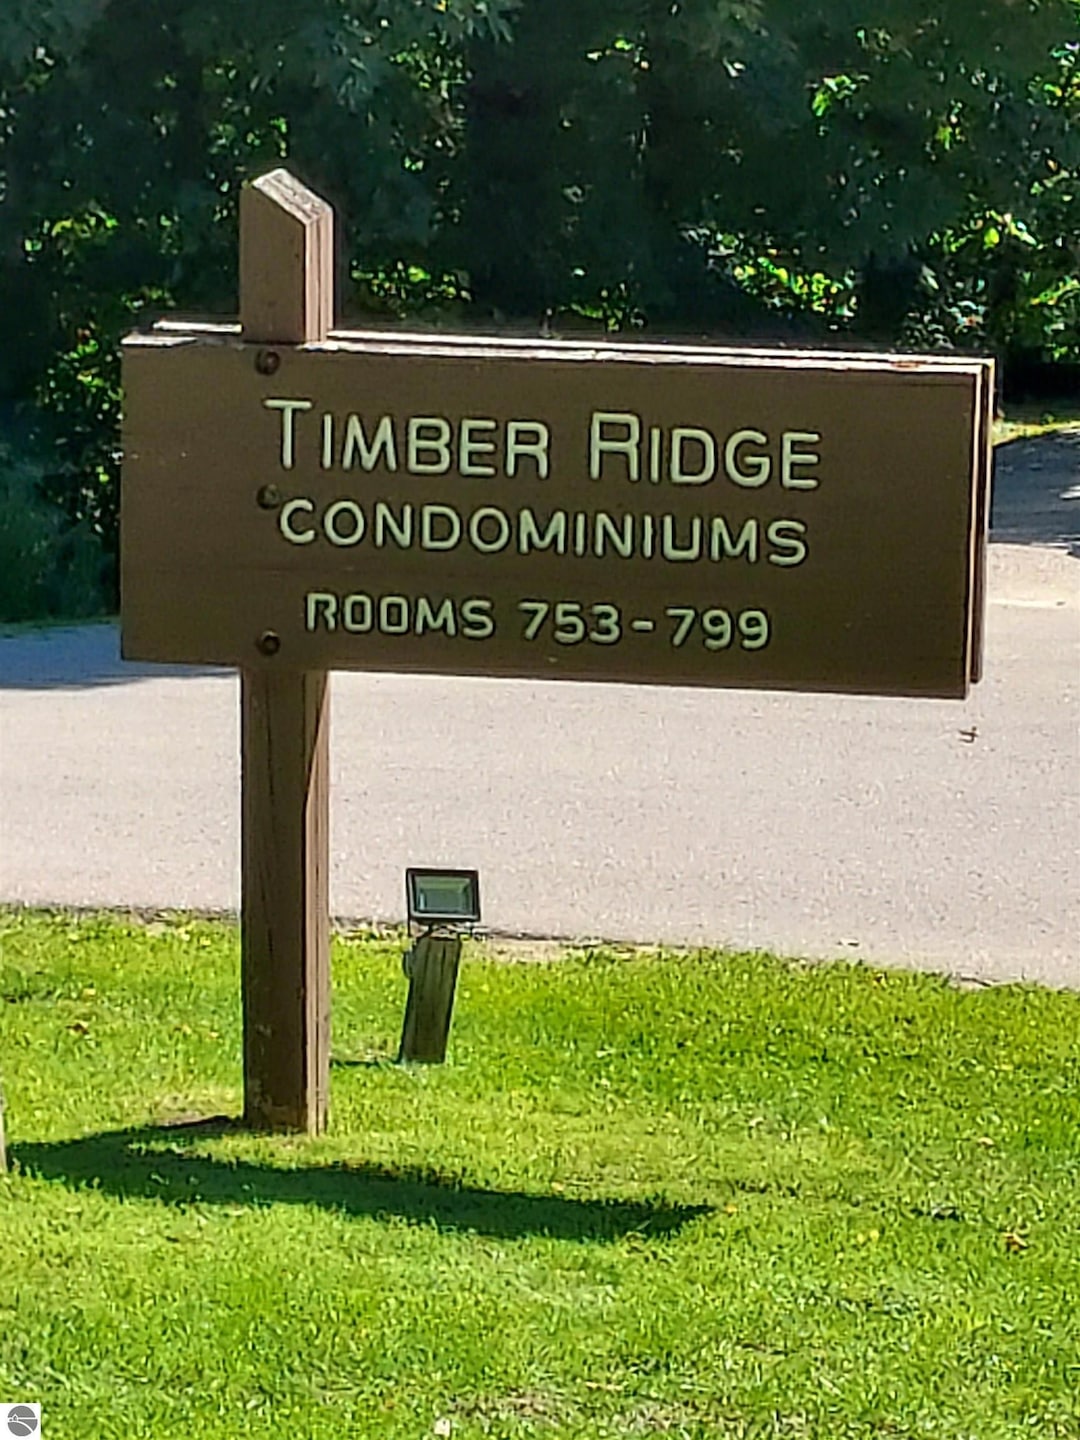 TIMBER RIDGE
CONDOMINIUMS
ROOMS 753-799